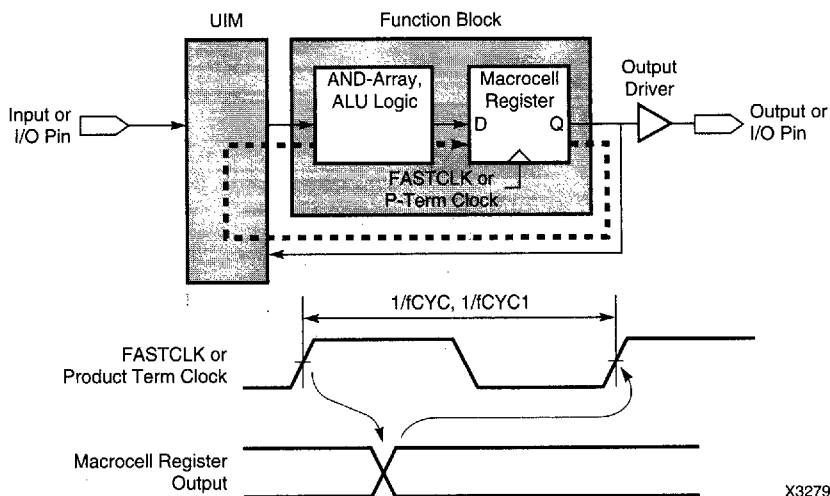 UIM
Function Block
AND-Array,
ALU Logic
Macrocell
Register
Output
Driver
Input or
I/O Pin
D
Q
Output or
I/O Pin
FASTCLK or
P-Term Clock
1/fCYC, 1/fCYC1
FASTCLK or
Product Term Clock
Macrocell Register
Output
X3279